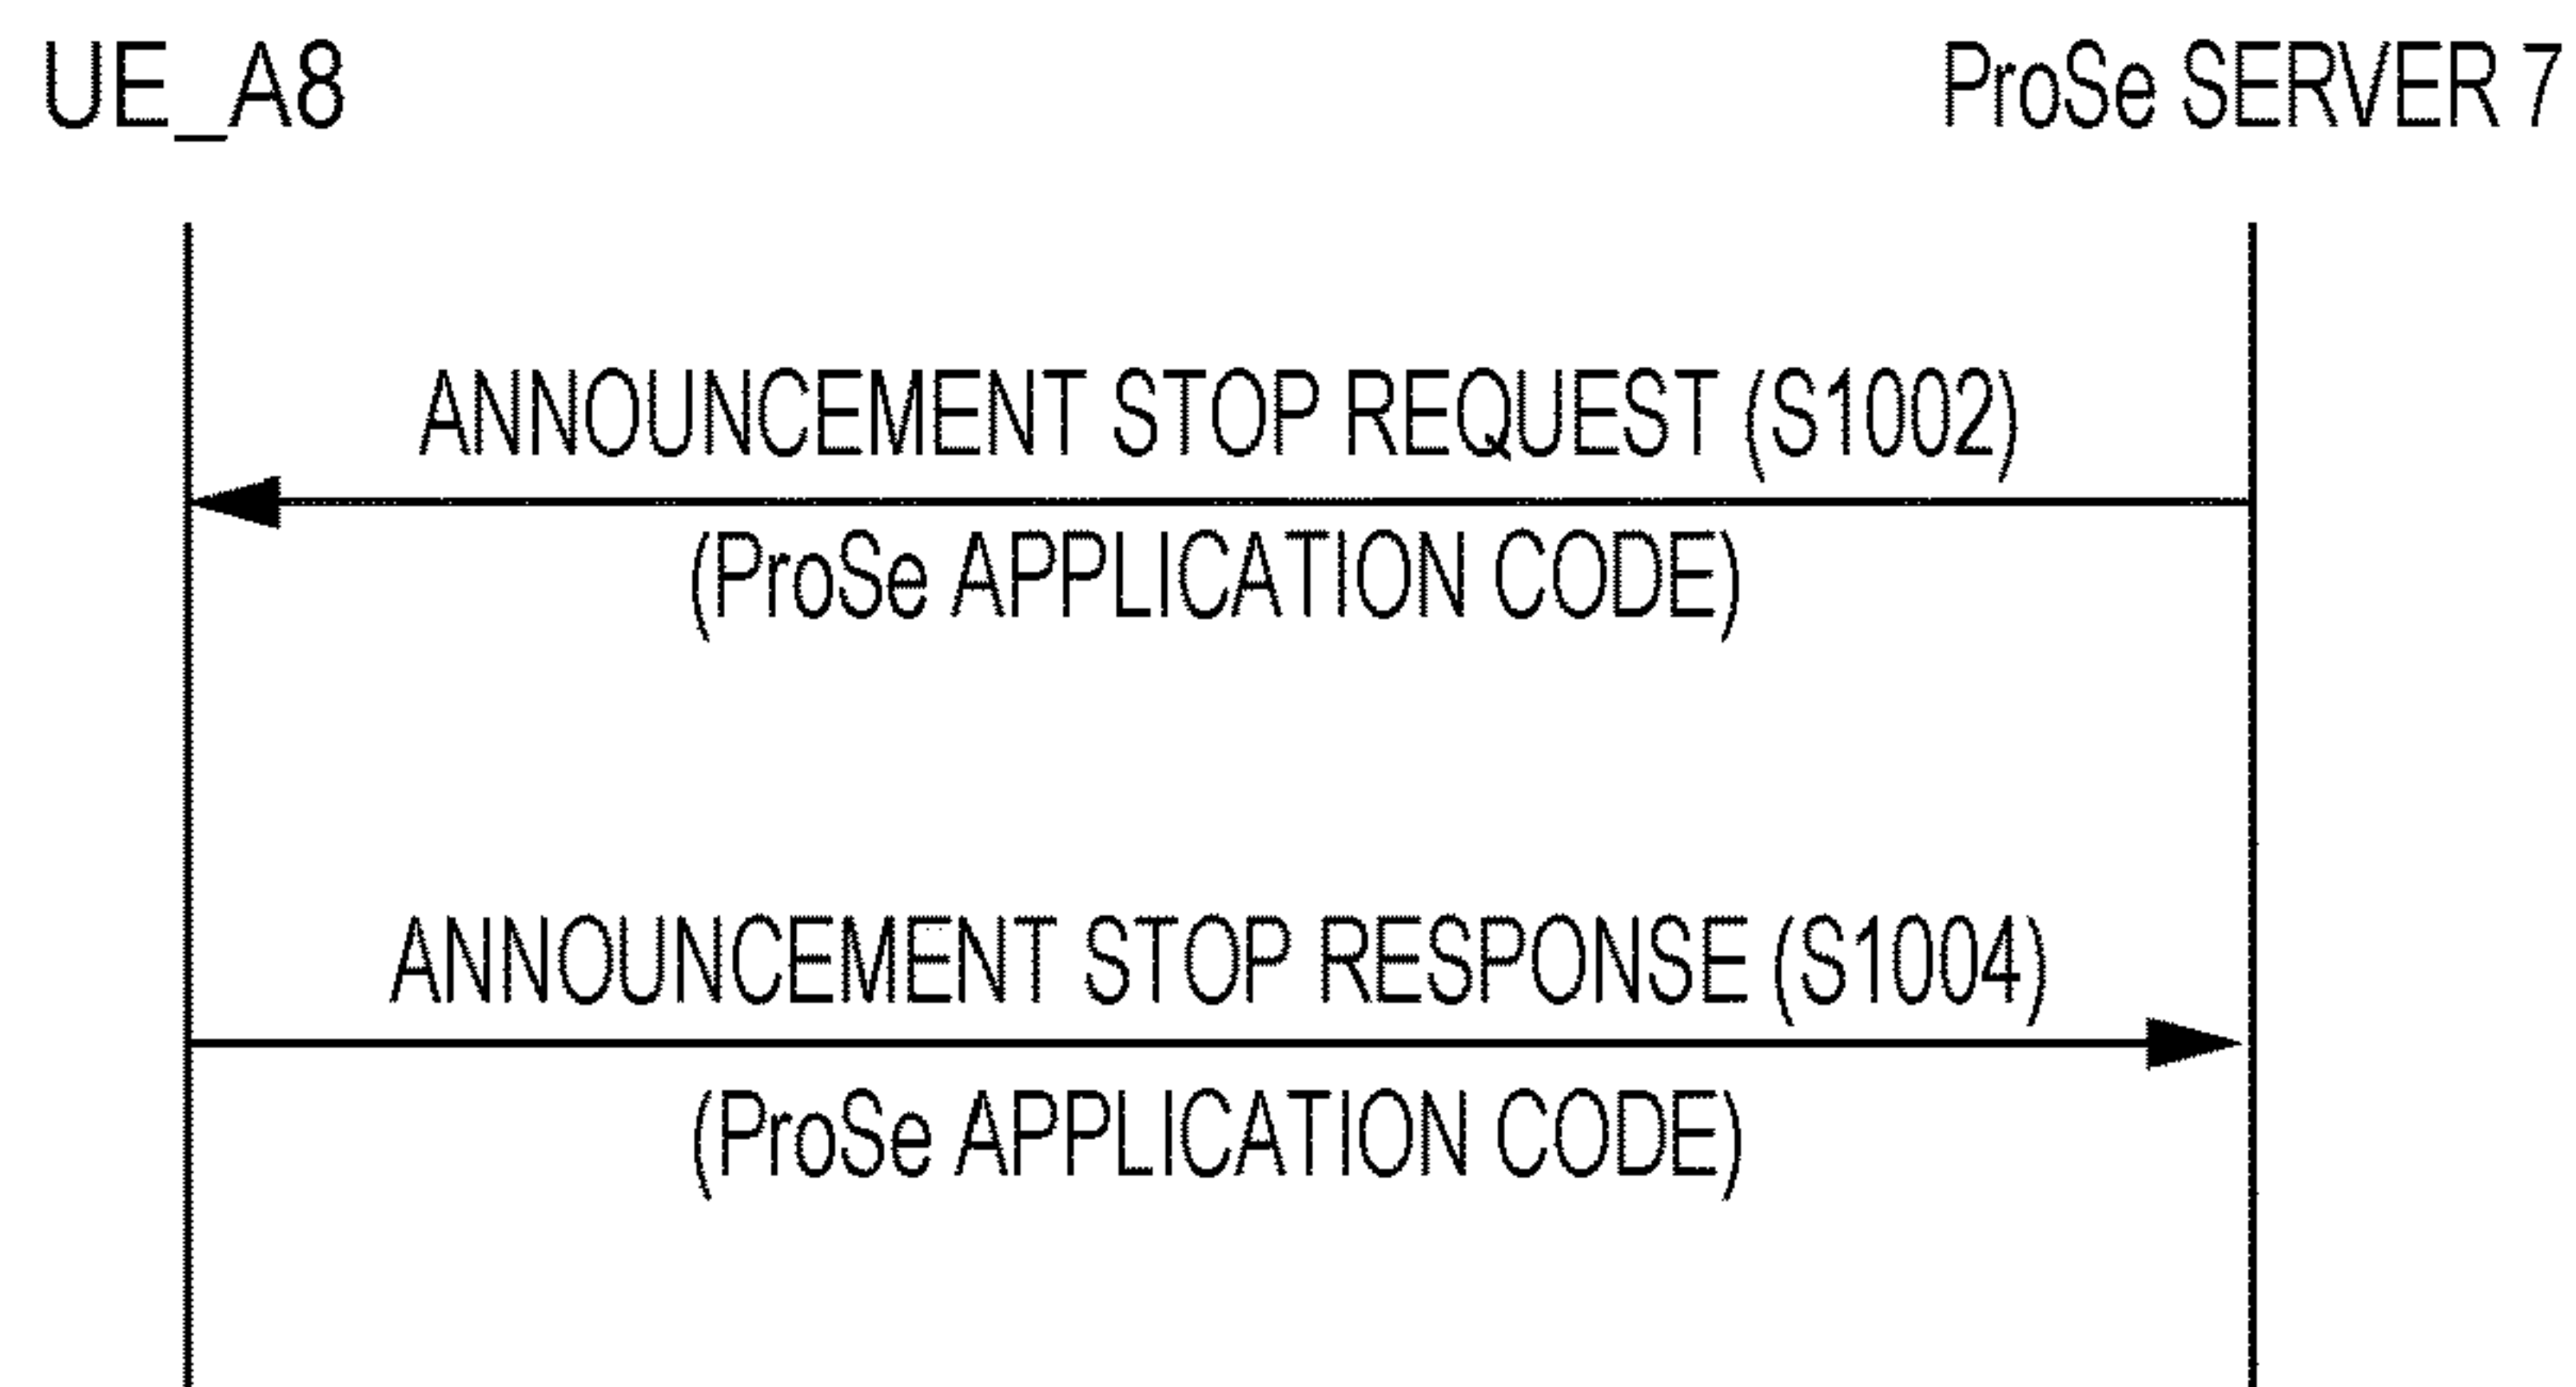 UE_A8
ProSe SERVER 7
ANNOUNCEMENT STOP REQUEST (S1002)
(ProSe APPLICATION CODE)
ANNOUNCEMENT STOP RESPONSE (S1004)
(ProSe APPLICATION CODE)